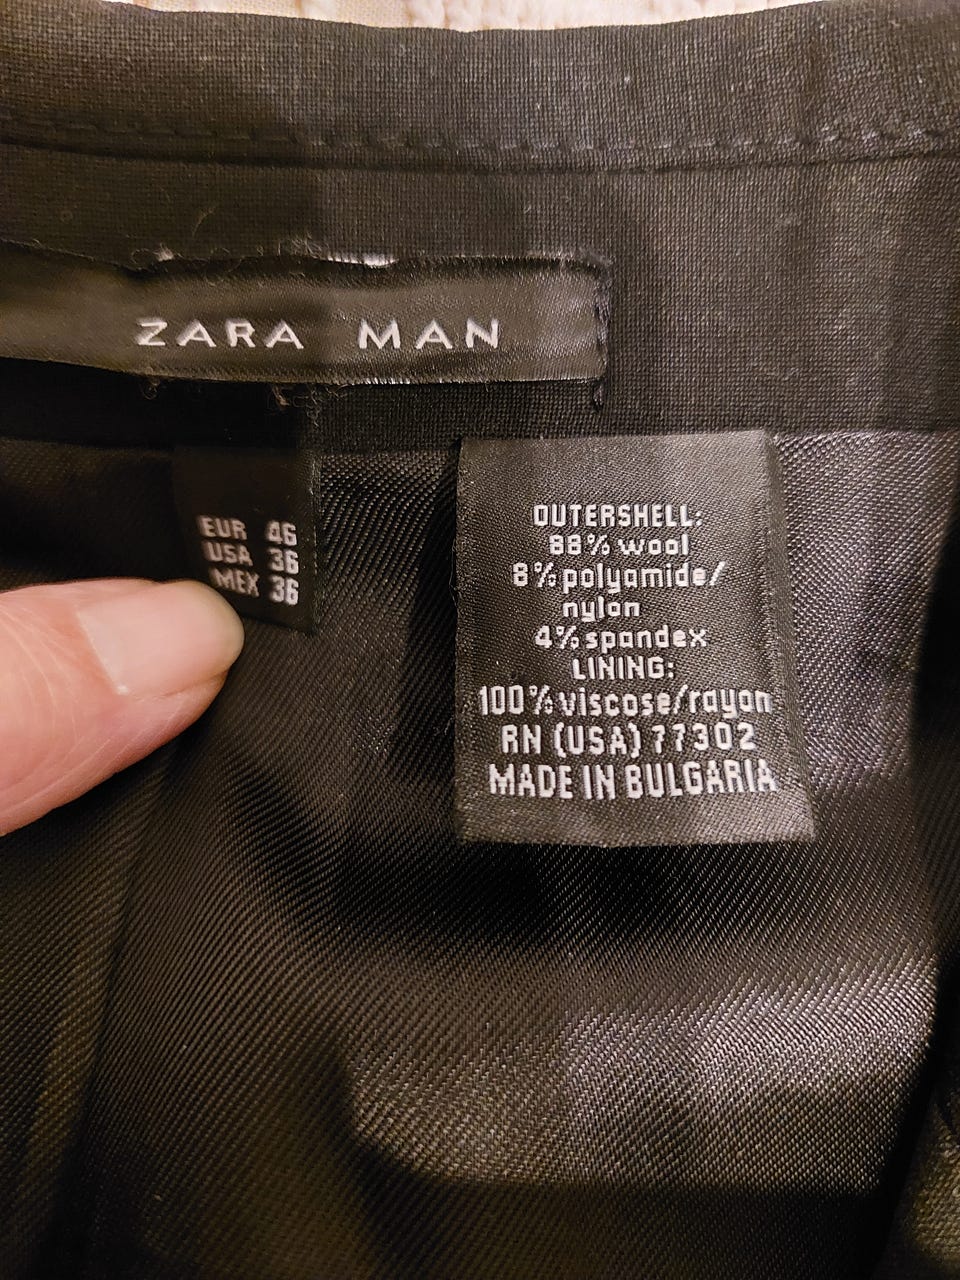 ZARA MAN
EUR 46
USA 36
MEX 36
OUTERSHELL:
88% wool
8% polyamide/
nylon
4% spandex
LINING:
100% viscose/rayon
RN (USA) 77302
MADE IN BULGARIA